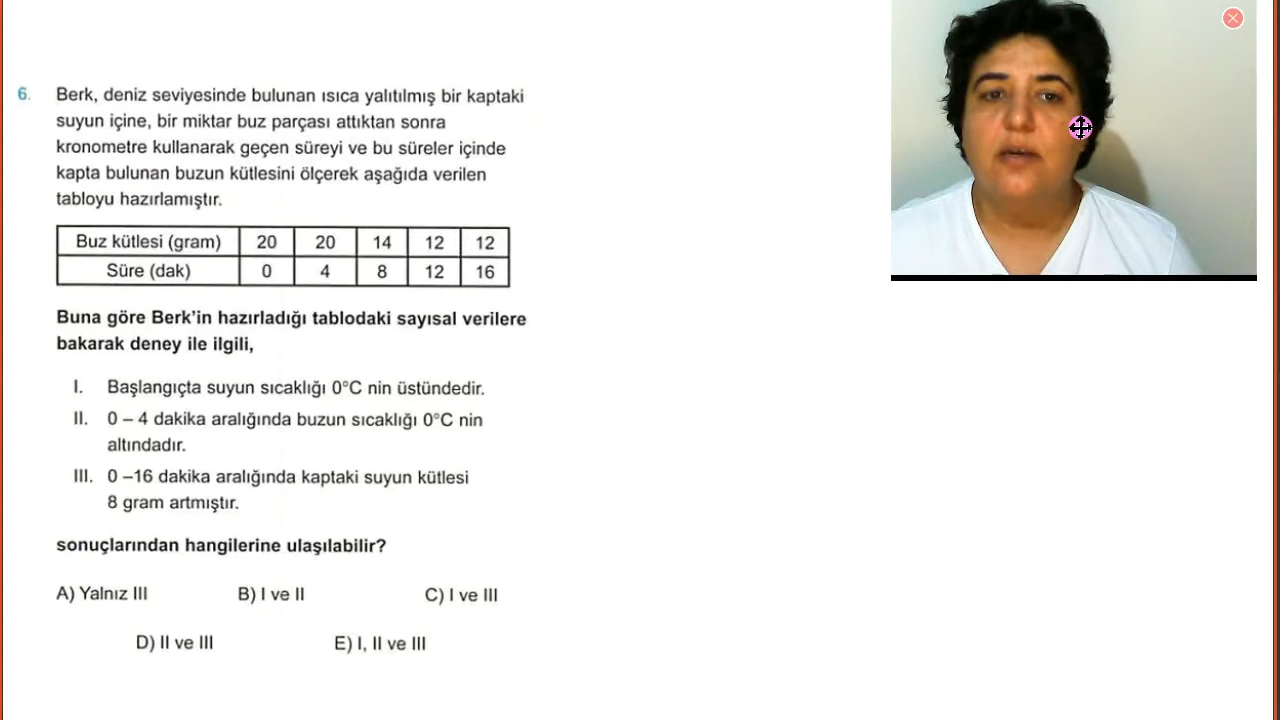 6. Berk, deniz seviyesinde bulunan ısıca yalıtılmış bir kaptaki
suyun içine, bir miktar buz parçası attıktan sonra
kronometre kullanarak geçen süreyi ve bu süreler içinde
kapta bulunan buzun kütlesini ölçerek aşağıda verilen
tabloyu hazırlamıştır.
Buz kütlesi (gram) 20 20 14 12 12
Süre (dak) 0 4 8 12 16
Buna göre Berk'in hazırladığı tablodaki sayısal verilere
bakarak deney ile ilgili,
I. Başlangıçta suyun sıcaklığı 0°C nin üstündedir.
II. 0 – 4 dakika aralığında buzun sıcaklığı 0°C nin
altındadır.
III. 0 –16 dakika aralığında kaptaki suyun kütlesi
8 gram artmıştır.
sonuçlarından hangilerine ulaşılabilir?
A) Yalnız III B) I ve II C) I ve III
D) II ve III E) I, II ve III